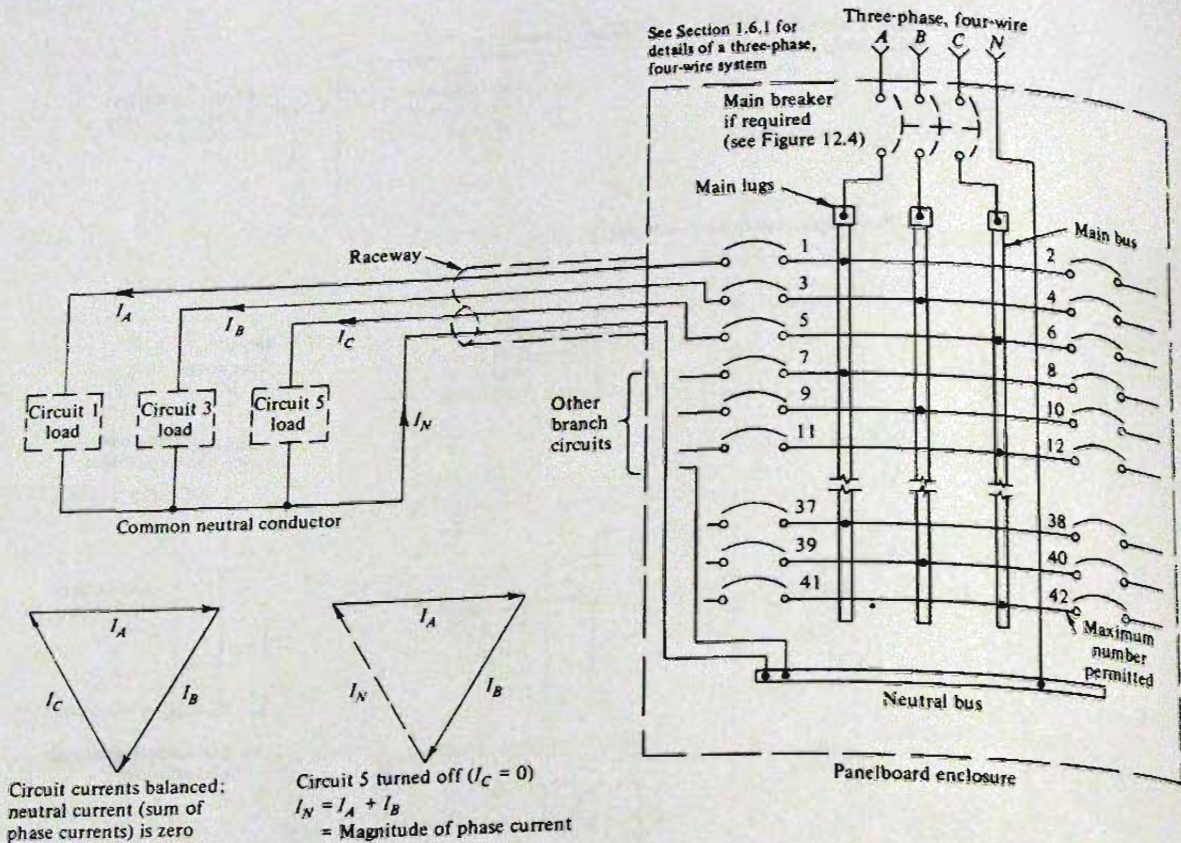 See Section 1.6.1 for
details of a three-phase,
four-wire system
Three-phase, four-wire
A B C N
Main breaker
if required
(see Figure 12.4)
Main lugs
Main bus
Raceway
1 2
3 4
5 6
7 8
9 10
11 12
37 38
39 40
41 42
I_A
I_B
I_C
I_N
Circuit 1
load
Circuit 3
load
Circuit 5
load
Other
branch
circuits
Common neutral conductor
Maximum
number
permitted
Neutral bus
Panelboard enclosure
I_A
I_C
I_B
Circuit currents balanced;
neutral current (sum of
phase currents) is zero
I_A
I_N
I_B
Circuit 5 turned off (I_C = 0)
I_N = I_A + I_B
= Magnitude of phase current